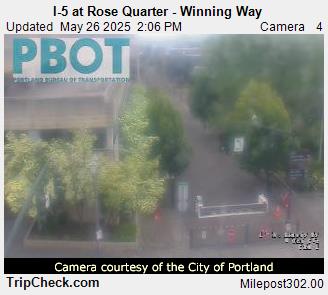 I-5 at Rose Quarter - Winning Way
Updated May 26 2025 2:06 PM Camera 4
PBOT
PORTLAND BUREAU OF TRANSPORTATION
Camera courtesy of the City of Portland
TripCheck.com Milepost302.00